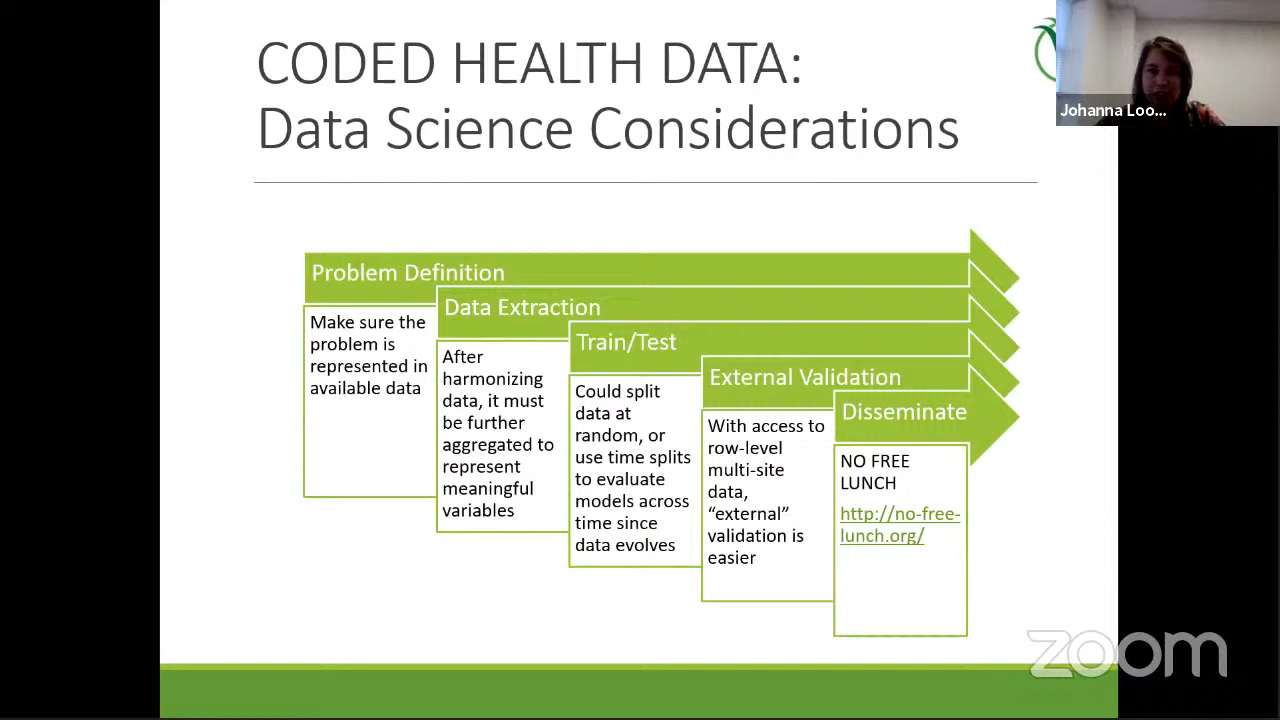 CODED HEALTH DATA:
Data Science Considerations
Johanna Loo...
Problem Definition
Make sure the
problem is
represented in
available data
Data Extraction
After
harmonizing
data, it must
be further
aggregated to
represent
meaningful
variables
Train/Test
Could split
data at
random, or
use time splits
to evaluate
models across
time since
data evolves
External Validation
With access to
row-level
multi-site
data,
“external”
validation is
easier
Disseminate
NO FREE
LUNCH
http://no-free-
lunch.org/
zoom